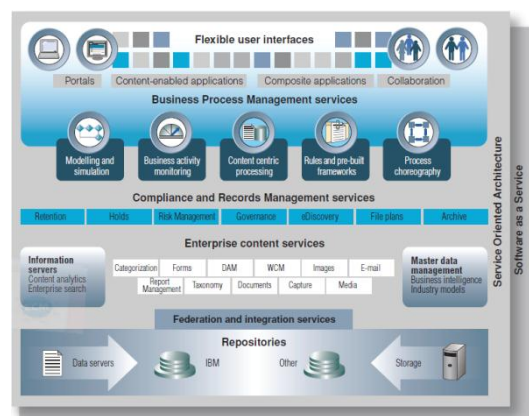 Flexible user interfaces
Portals
Content-enabled applications
Composite applications
Collaboration
Business Process Management services
Modelling and
simulation
Business activity
monitoring
Content centric
processing
Rules and pre-built
frameworks
Process
choreography
Compliance and Records Management services
Retention
Holds
Risk Management
Governance
eDiscovery
File plans
Archive
Enterprise content services
Information
servers
Content analytics
Enterprise search
Categorization
Forms
DAM
WCM
Images
E-mail
Report
Management
Taxonomy
Documents
Capture
Media
Master data
management
Business intelligence
Industry models
Federation and integration services
Repositories
Data servers
IBM
Other
Storage
Service Oriented Architecture
Software as a Service